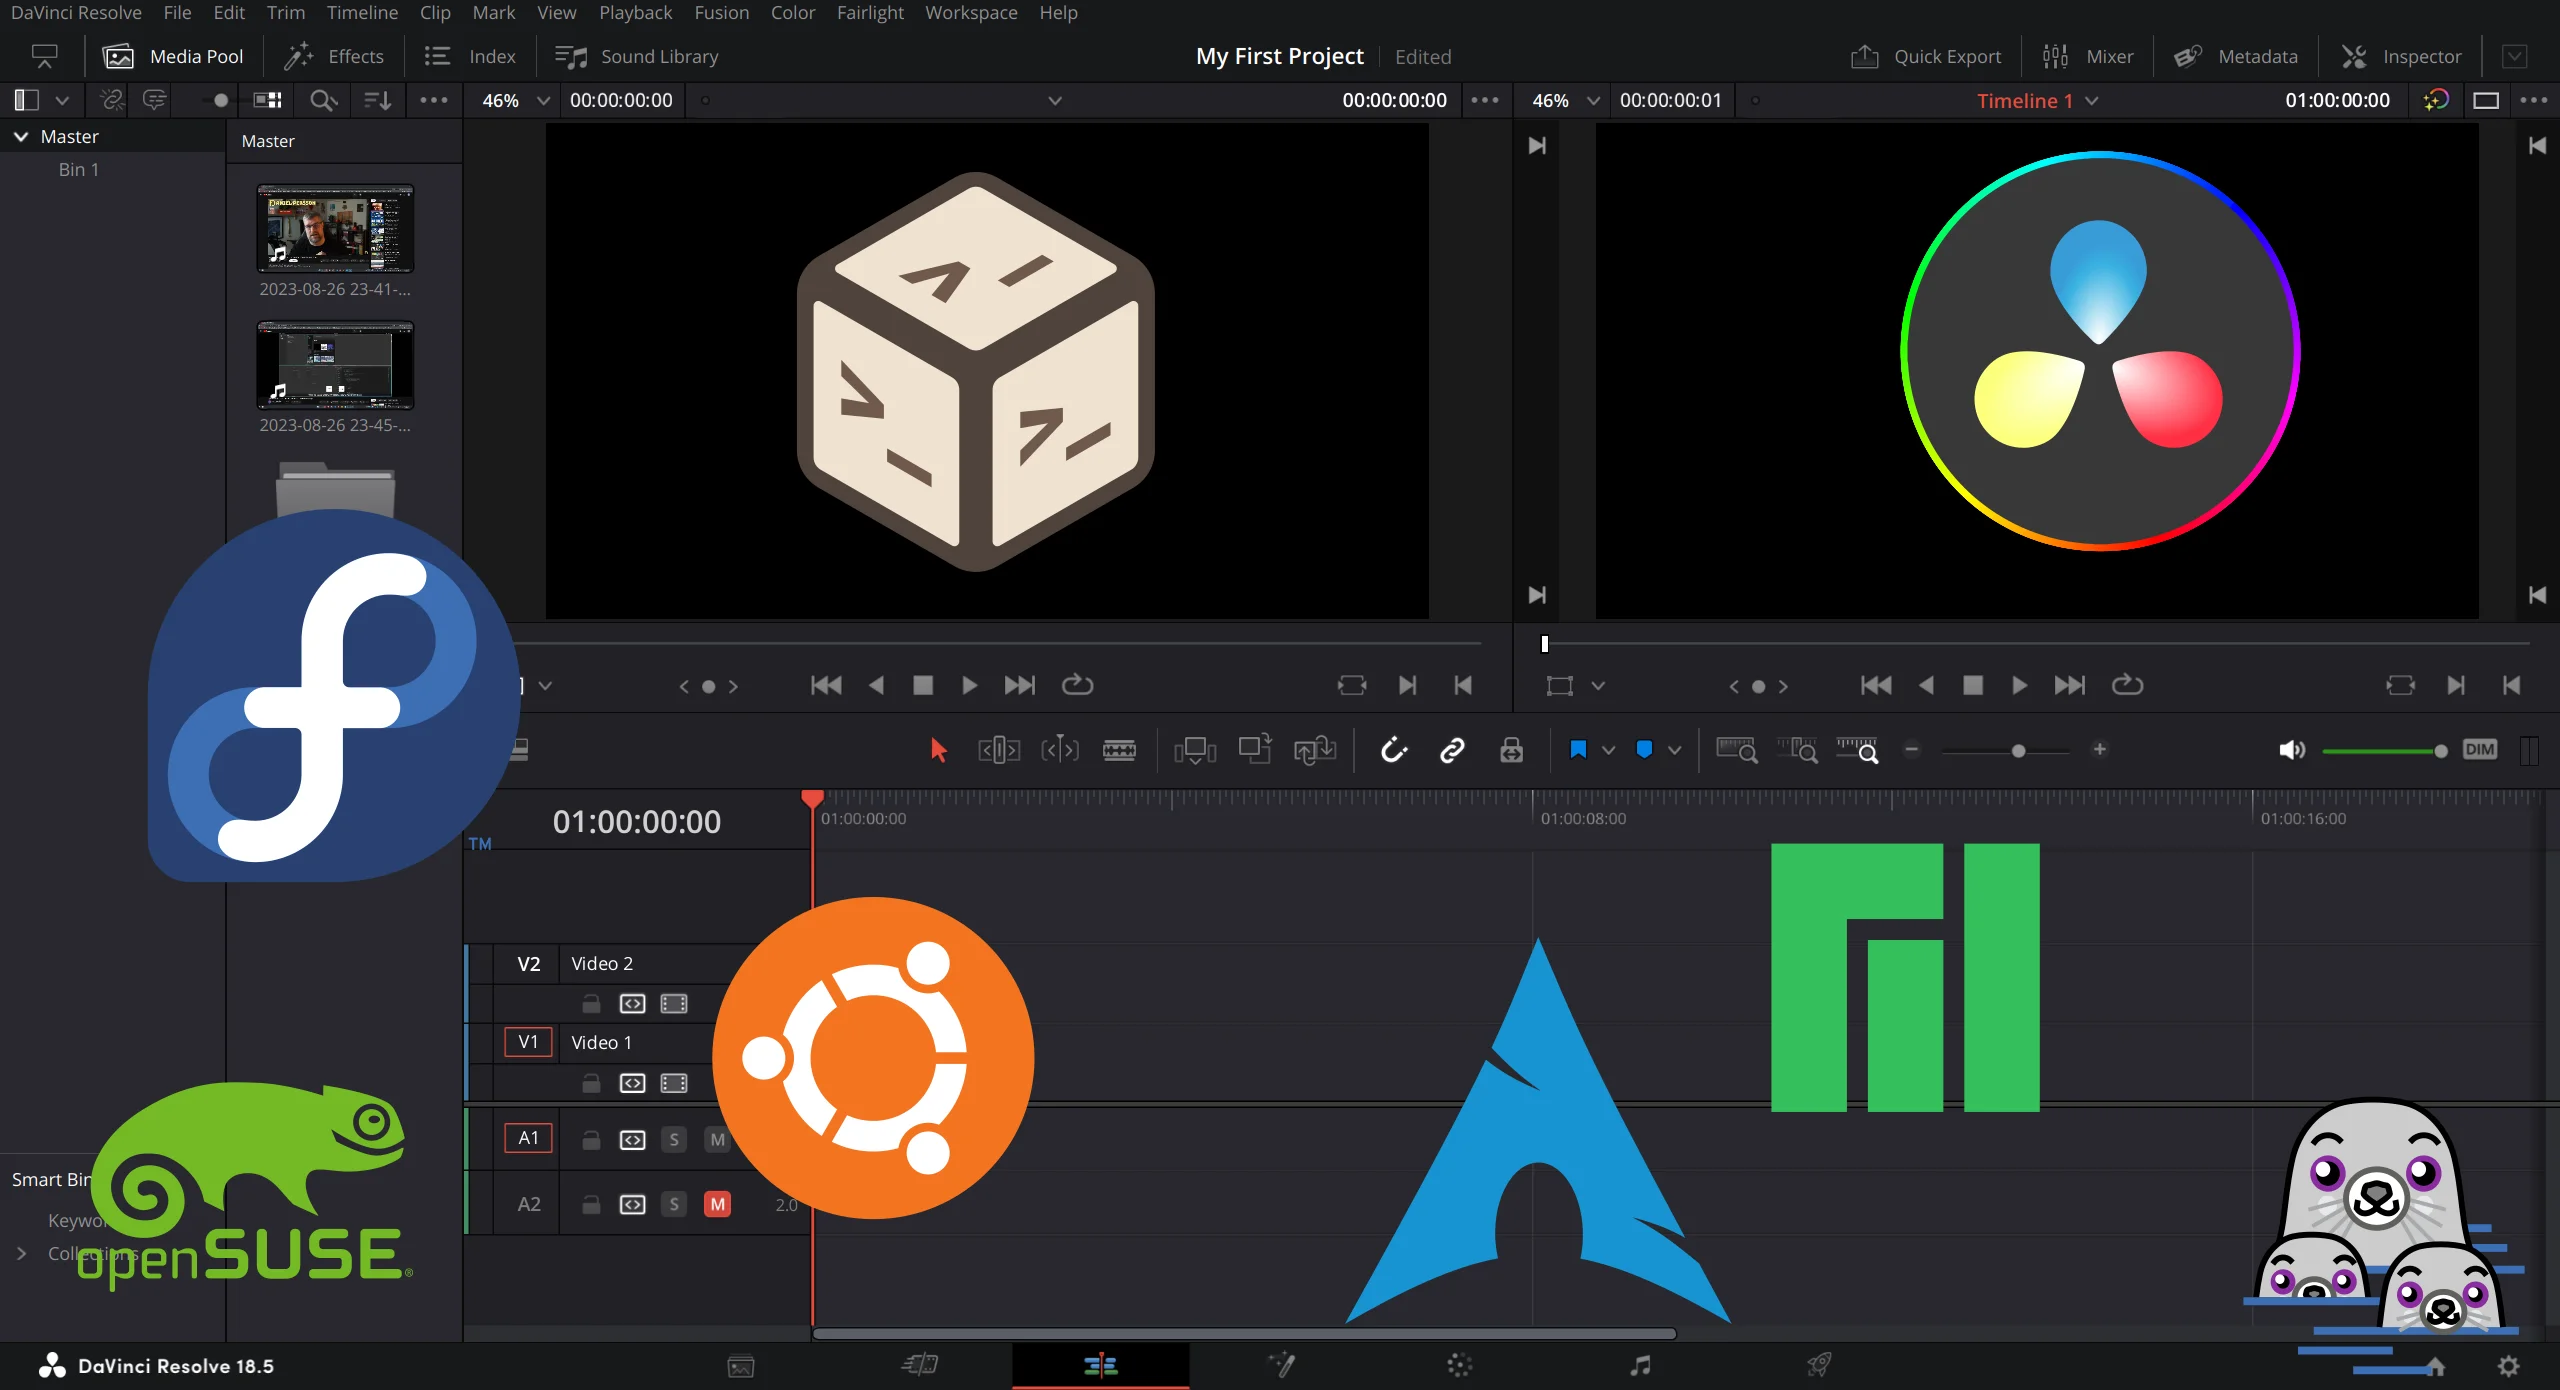 DaVinci Resolve File Edit Trim Timeline Clip Mark View Playback Fusion Color Fairlight Workspace Help
Media Pool Effects Index Sound Library My First Project Edited Quick Export Mixer Metadata Inspector
46% 00:00:00:00 00:00:00:00 46% 00:00:00:01 Timeline 1 01:00:00:00
Master
Bin 1
Master
2023-08-26 23-41-...
2023-08-26 23-45-...
DIM
01:00:00:00
01:00:00:00 01:00:08:00 01:00:16:00
TM
V2 Video 2
V1 Video 1
A1 S M
A2 S M 2.0
Smart Bin
Collections
openSUSE®
DaVinci Resolve 18.5